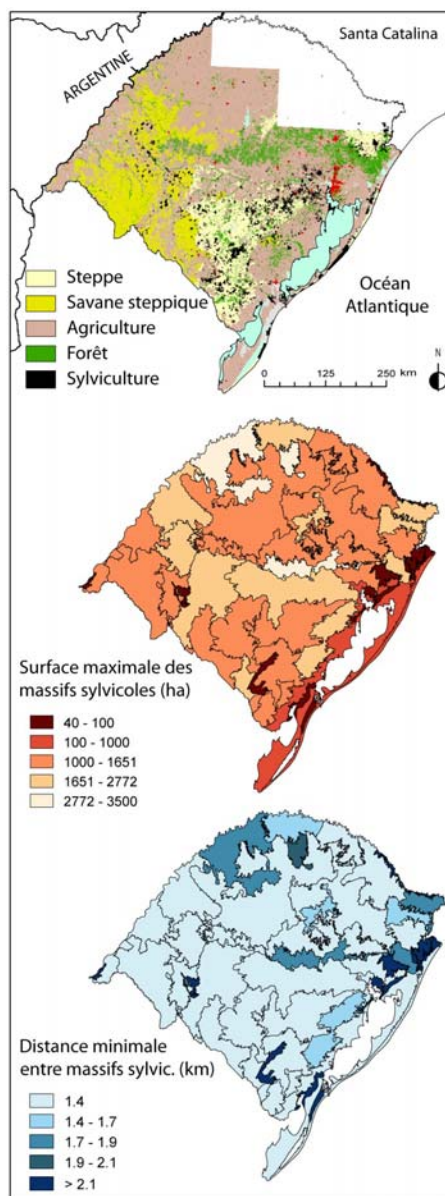 Santa Catalina
ARGENTINE
Steppe
Savane steppique
Agriculture
Forêt
Sylviculture
Océan
Atlantique
N
0 125 250 km
Surface maximale des
massifs sylvicoles (ha)
40 - 100
100 - 1000
1000 - 1651
1651 - 2772
2772 - 3500
Distance minimale
entre massifs sylvic. (km)
1.4
1.4 - 1.7
1.7 - 1.9
1.9 - 2.1
> 2.1